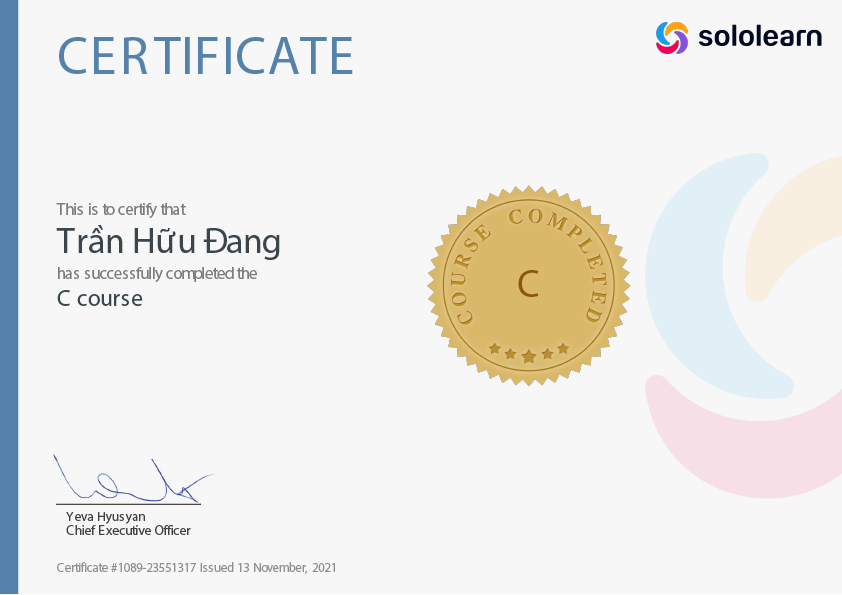 CERTIFICATE
sololearn
This is to certify that
Trần Hữu Đang
has successfully completed the
C course
COURSE COMPLETED
C
Yeva Hyusyan
Chief Executive Officer
Certificate #1089-23551317 Issued 13 November, 2021